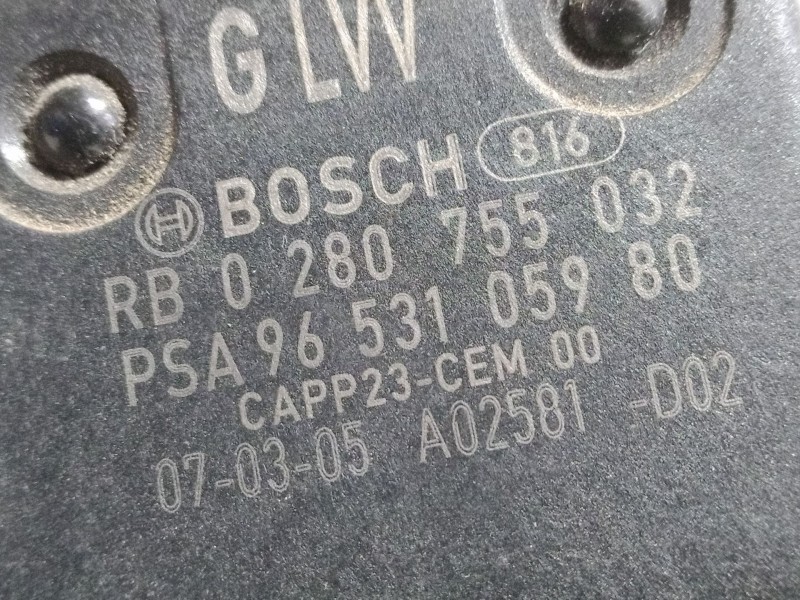 GLW
BOSCH 816
RB 0 280 755 032
PSA 96 531 059 80
CAPP23-CEM 00
07-03-05 A02581 -D02